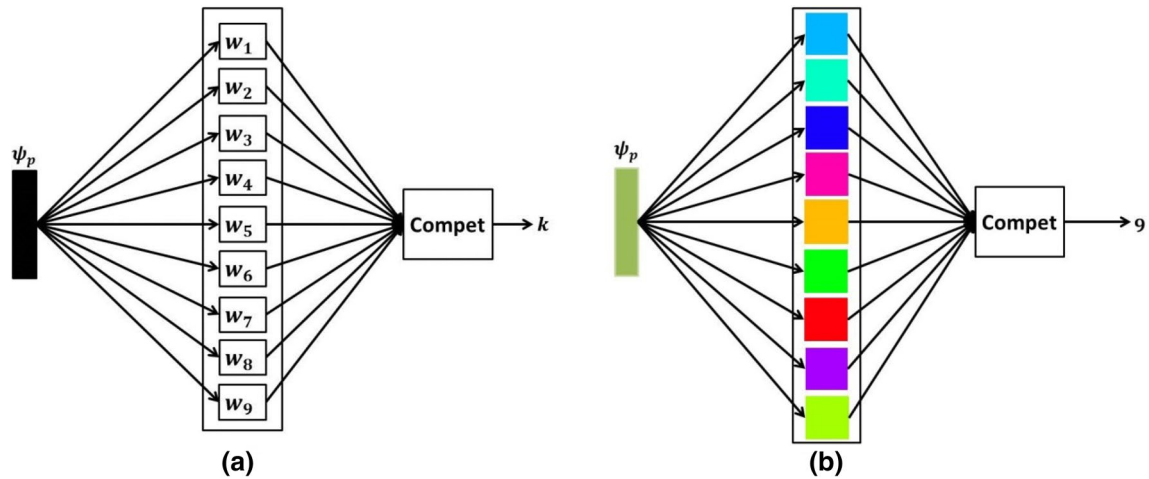 ψₚ
w₁
w₂
w₃
w₄
w₅
w₆
w₇
w₈
w₉
Compet
k
(a)
ψₚ
Compet
9
(b)